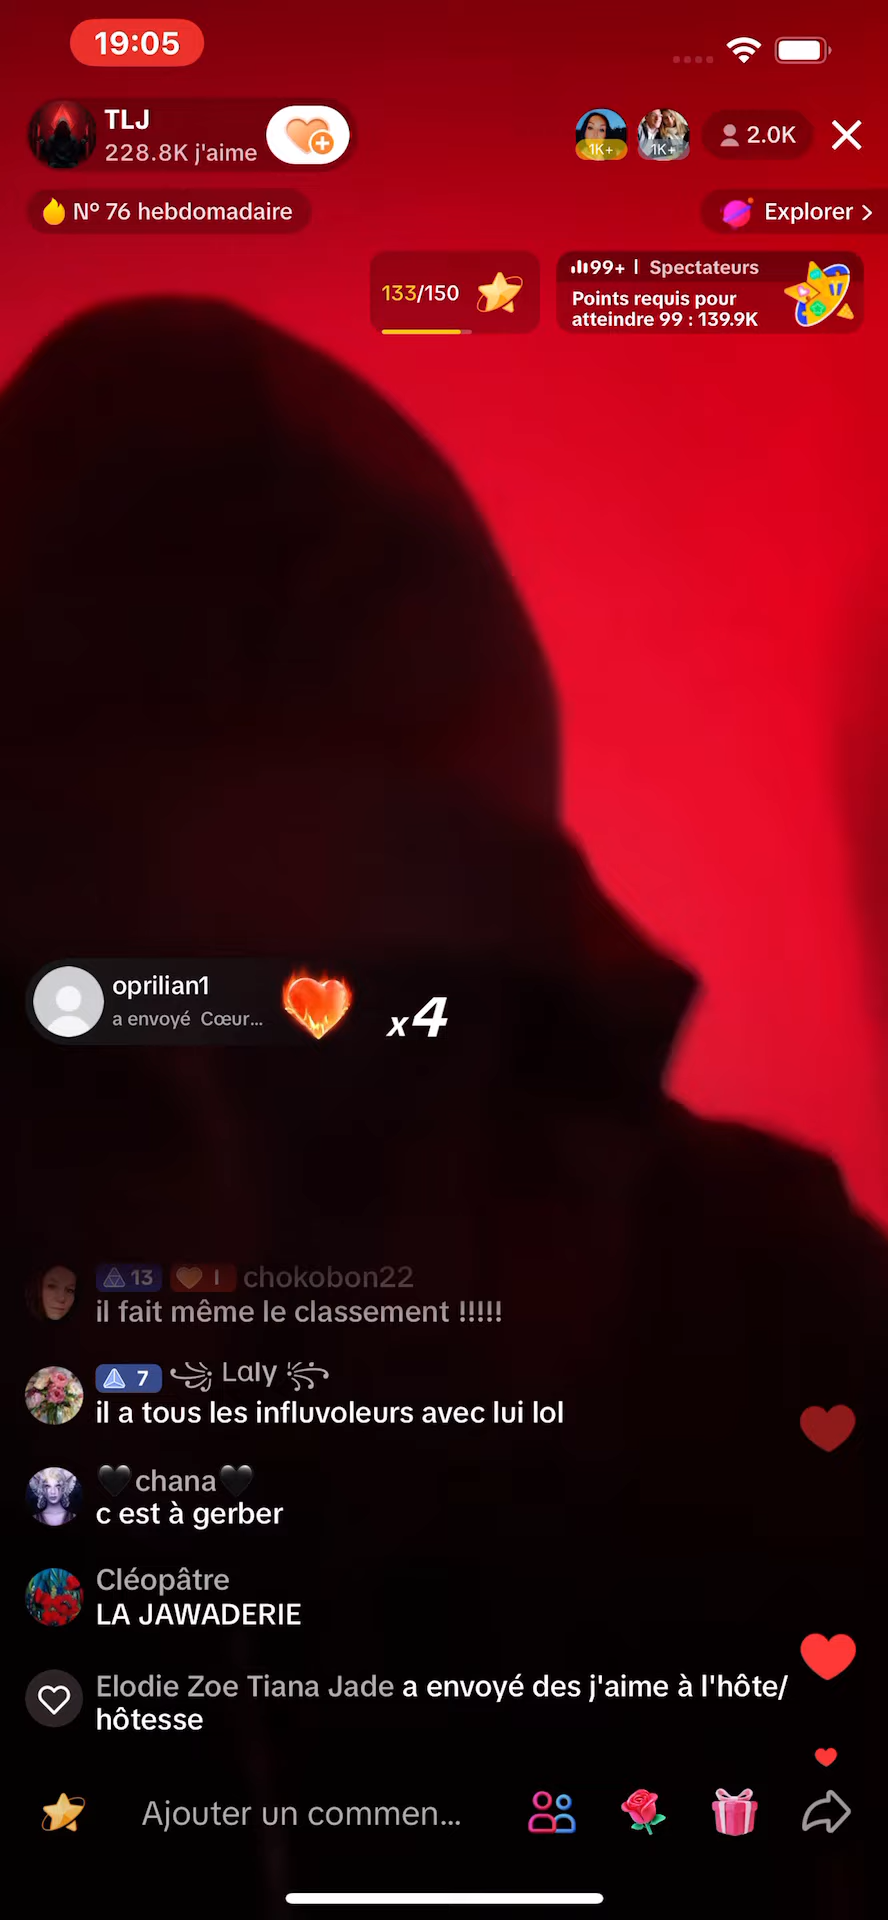 19:05
TLJ
228.8K j'aime
1K+
1K+
2.0K
N° 76 hebdomadaire
Explorer >
133/150
99+ | Spectateurs
Points requis pour
atteindre 99 : 139.9K
oprilian1
a envoyé Cœur...
x4
13 I chokobon22
il fait même le classement !!!!!
7 Laly
il a tous les influvoleurs avec lui lol
🖤chana🖤
c est à gerber
Cléopâtre
LA JAWADERIE
Elodie Zoe Tiana Jade a envoyé des j'aime à l'hôte/
hôtesse
Ajouter un commen...